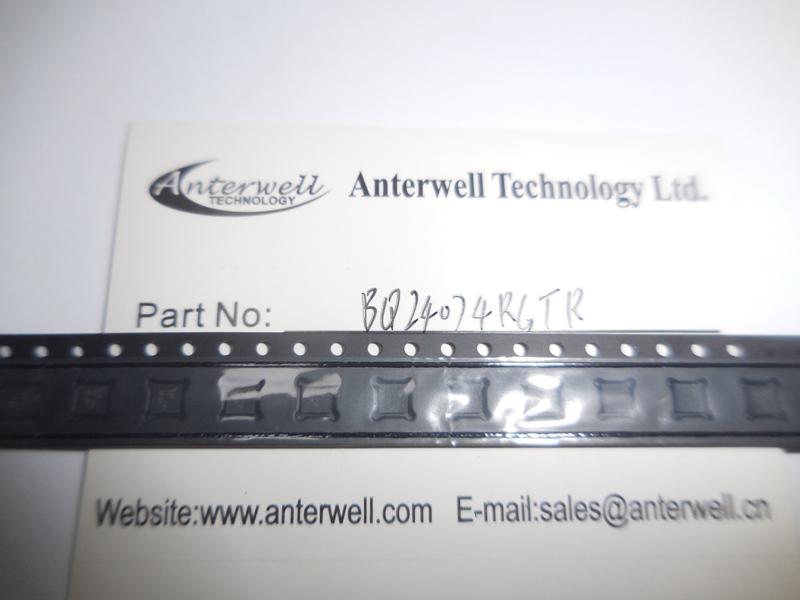 Anterwell
TECHNOLOGY
Anterwell Technology Ltd.
Part No: BQ24074RGTR
Website:www.anterwell.com E-mail:sales@anterwell.cn